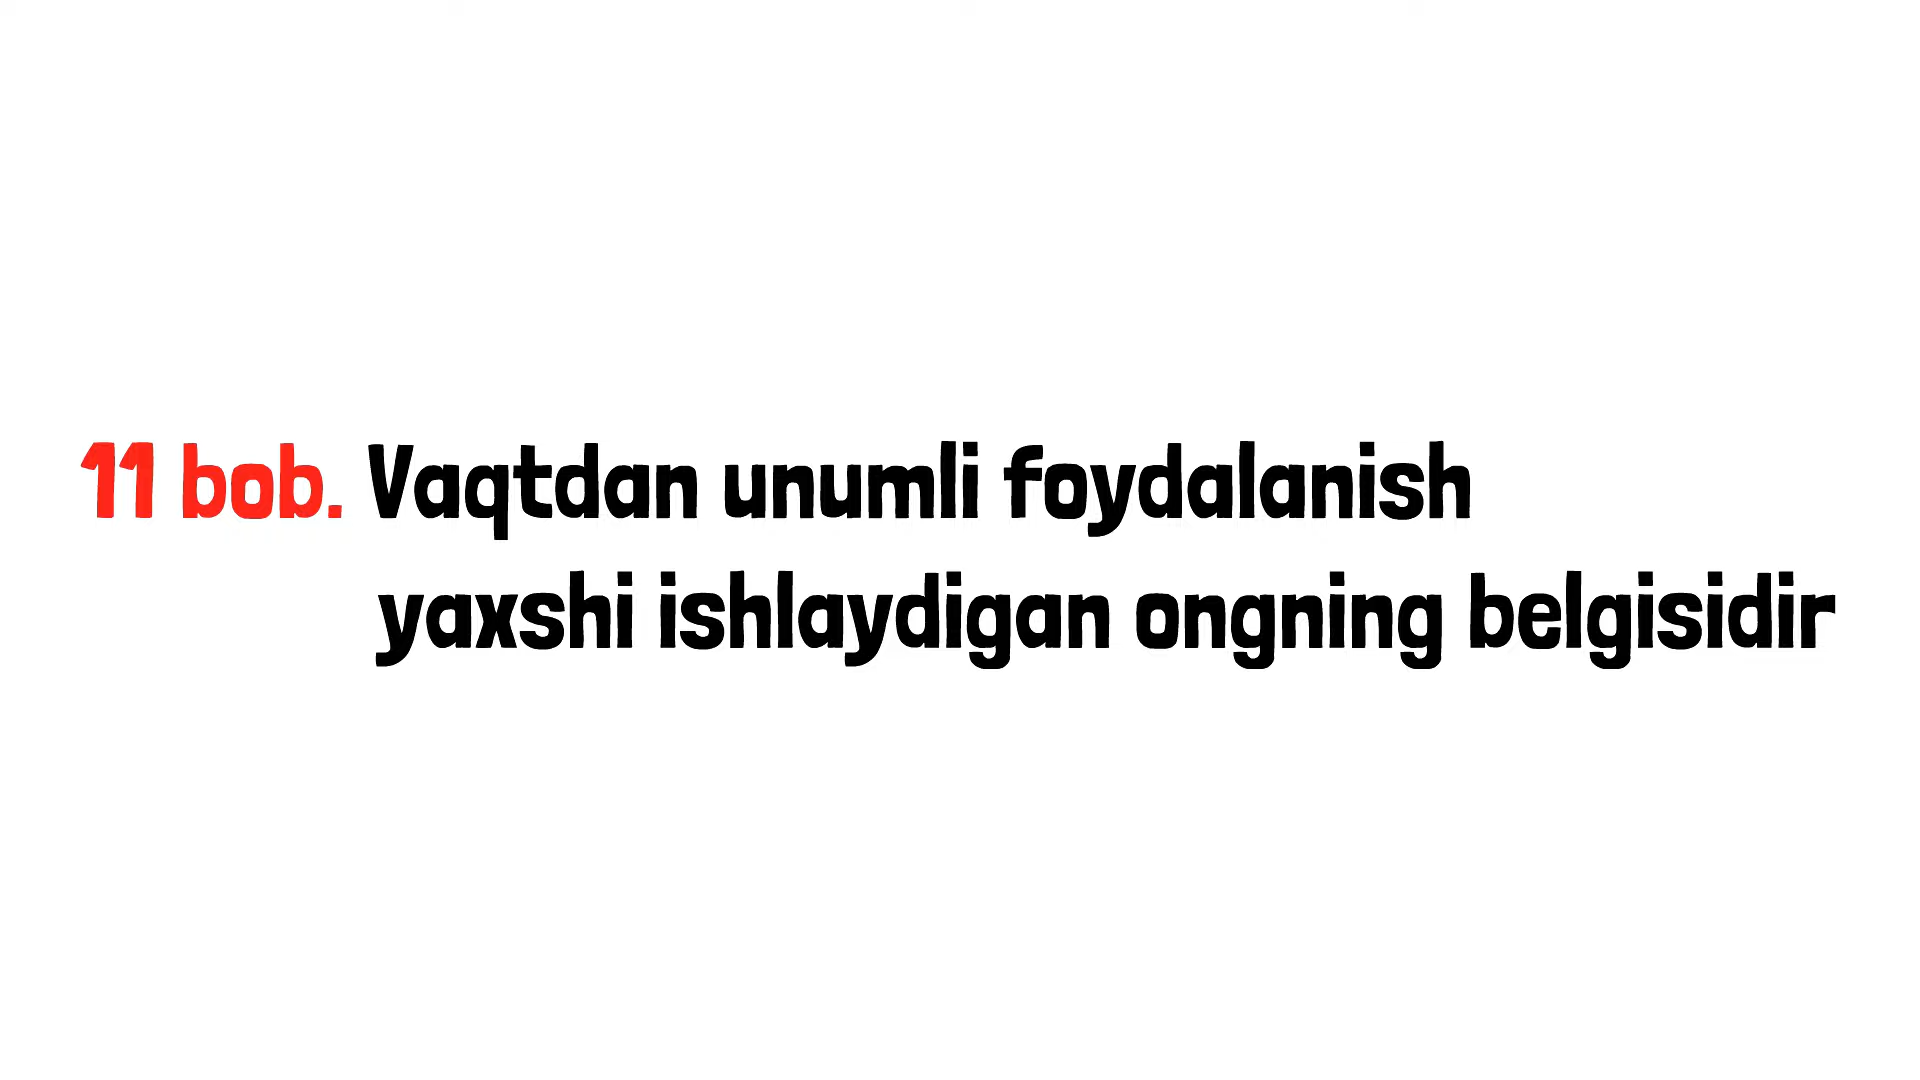 11 bob. Vaqtdan unumli foydalanish
yaxshi ishlaydigan ongning belgisidir